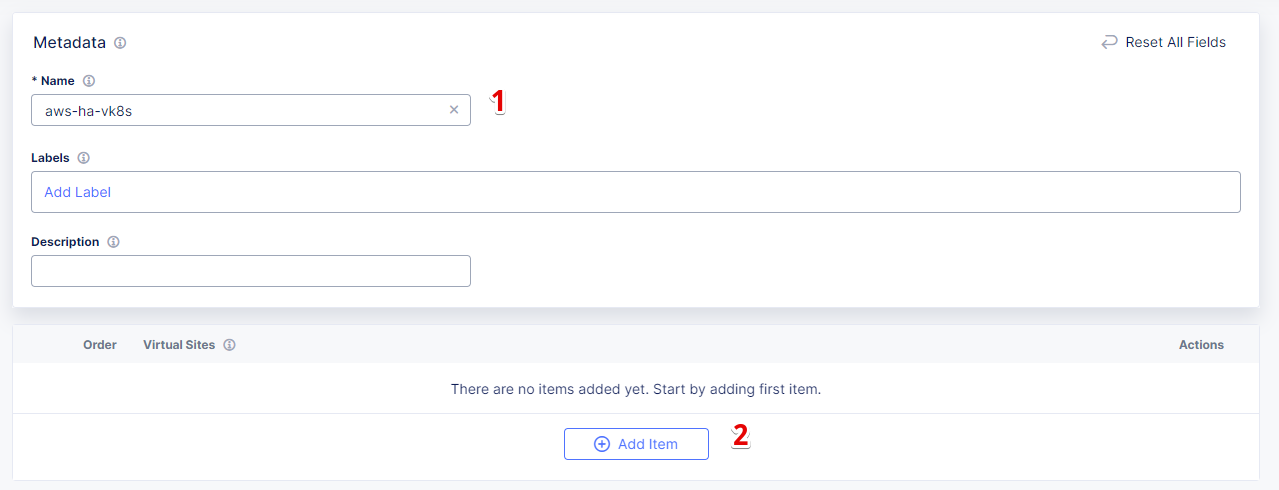 Metadata
Reset All Fields
* Name
aws-ha-vk8s
1
Labels
Add Label
Description
Order Virtual Sites Actions
There are no items added yet. Start by adding first item.
Add Item
2